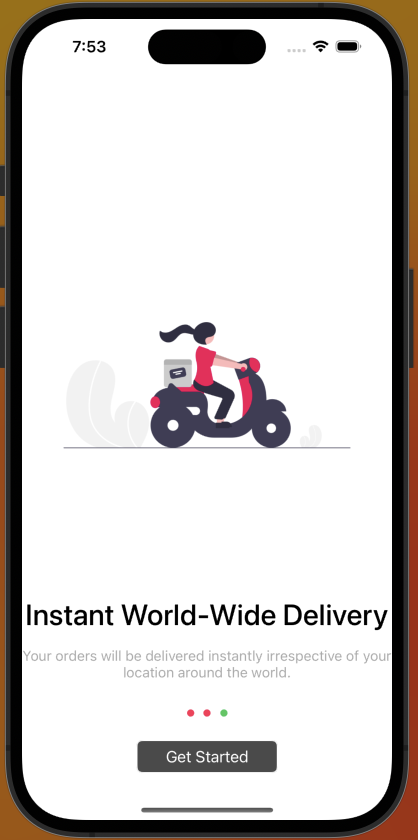 7:53
Instant World-Wide Delivery
Your orders will be delivered instantly irrespective of your
location around the world.
Get Started